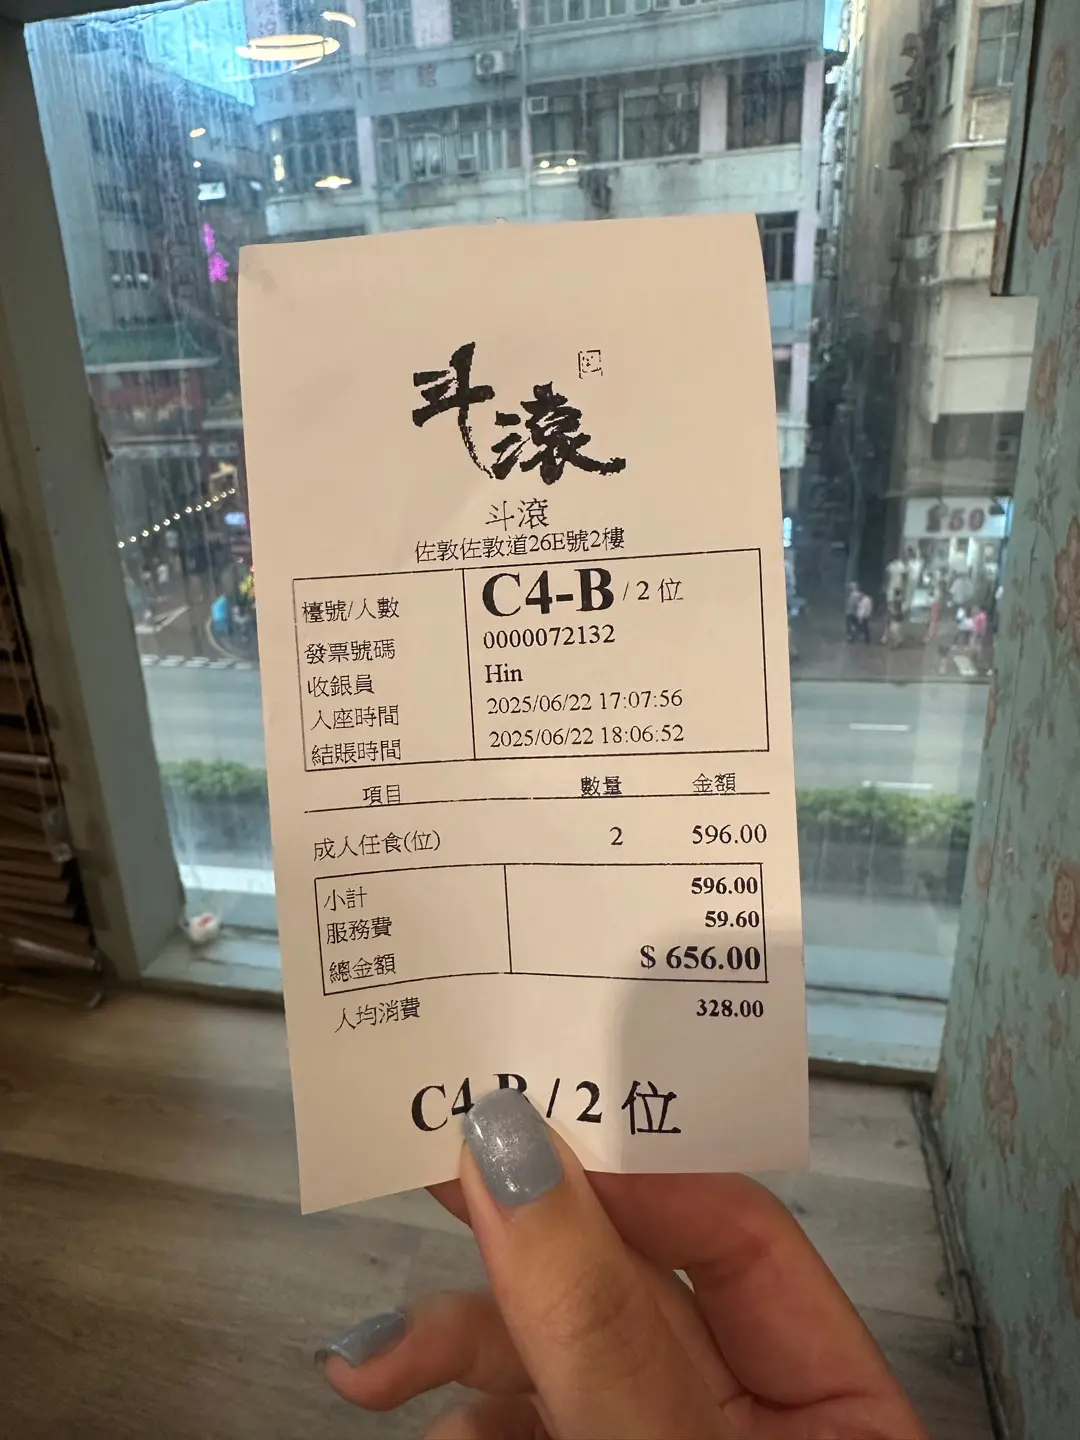 斗滾
斗滾
佐敦佐敦道26E號2樓
檯號/人數 C4-B / 2 位
發票號碼 0000072132
收銀員 Hin
入座時間 2025/06/22 17:07:56
結賬時間 2025/06/22 18:06:52
項目 數量 金額
成人任食(位) 2 596.00
小計 596.00
服務費 59.60
總金額 $ 656.00
人均消費 328.00
C4-B / 2 位